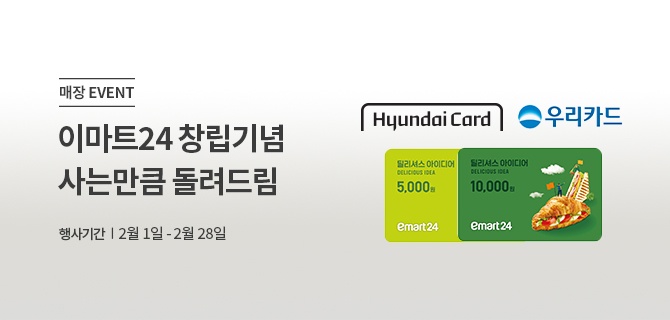 매장 EVENT
이마트24 창립기념
사는만큼 돌려드림
행사기간 | 2월 1일 - 2월 28일
Hyundai Card
우리카드
딜리셔스 아이디어
DELICIOUS IDEA
5,000원
emart24
딜리셔스 아이디어
DELICIOUS IDEA
10,000원
emart24